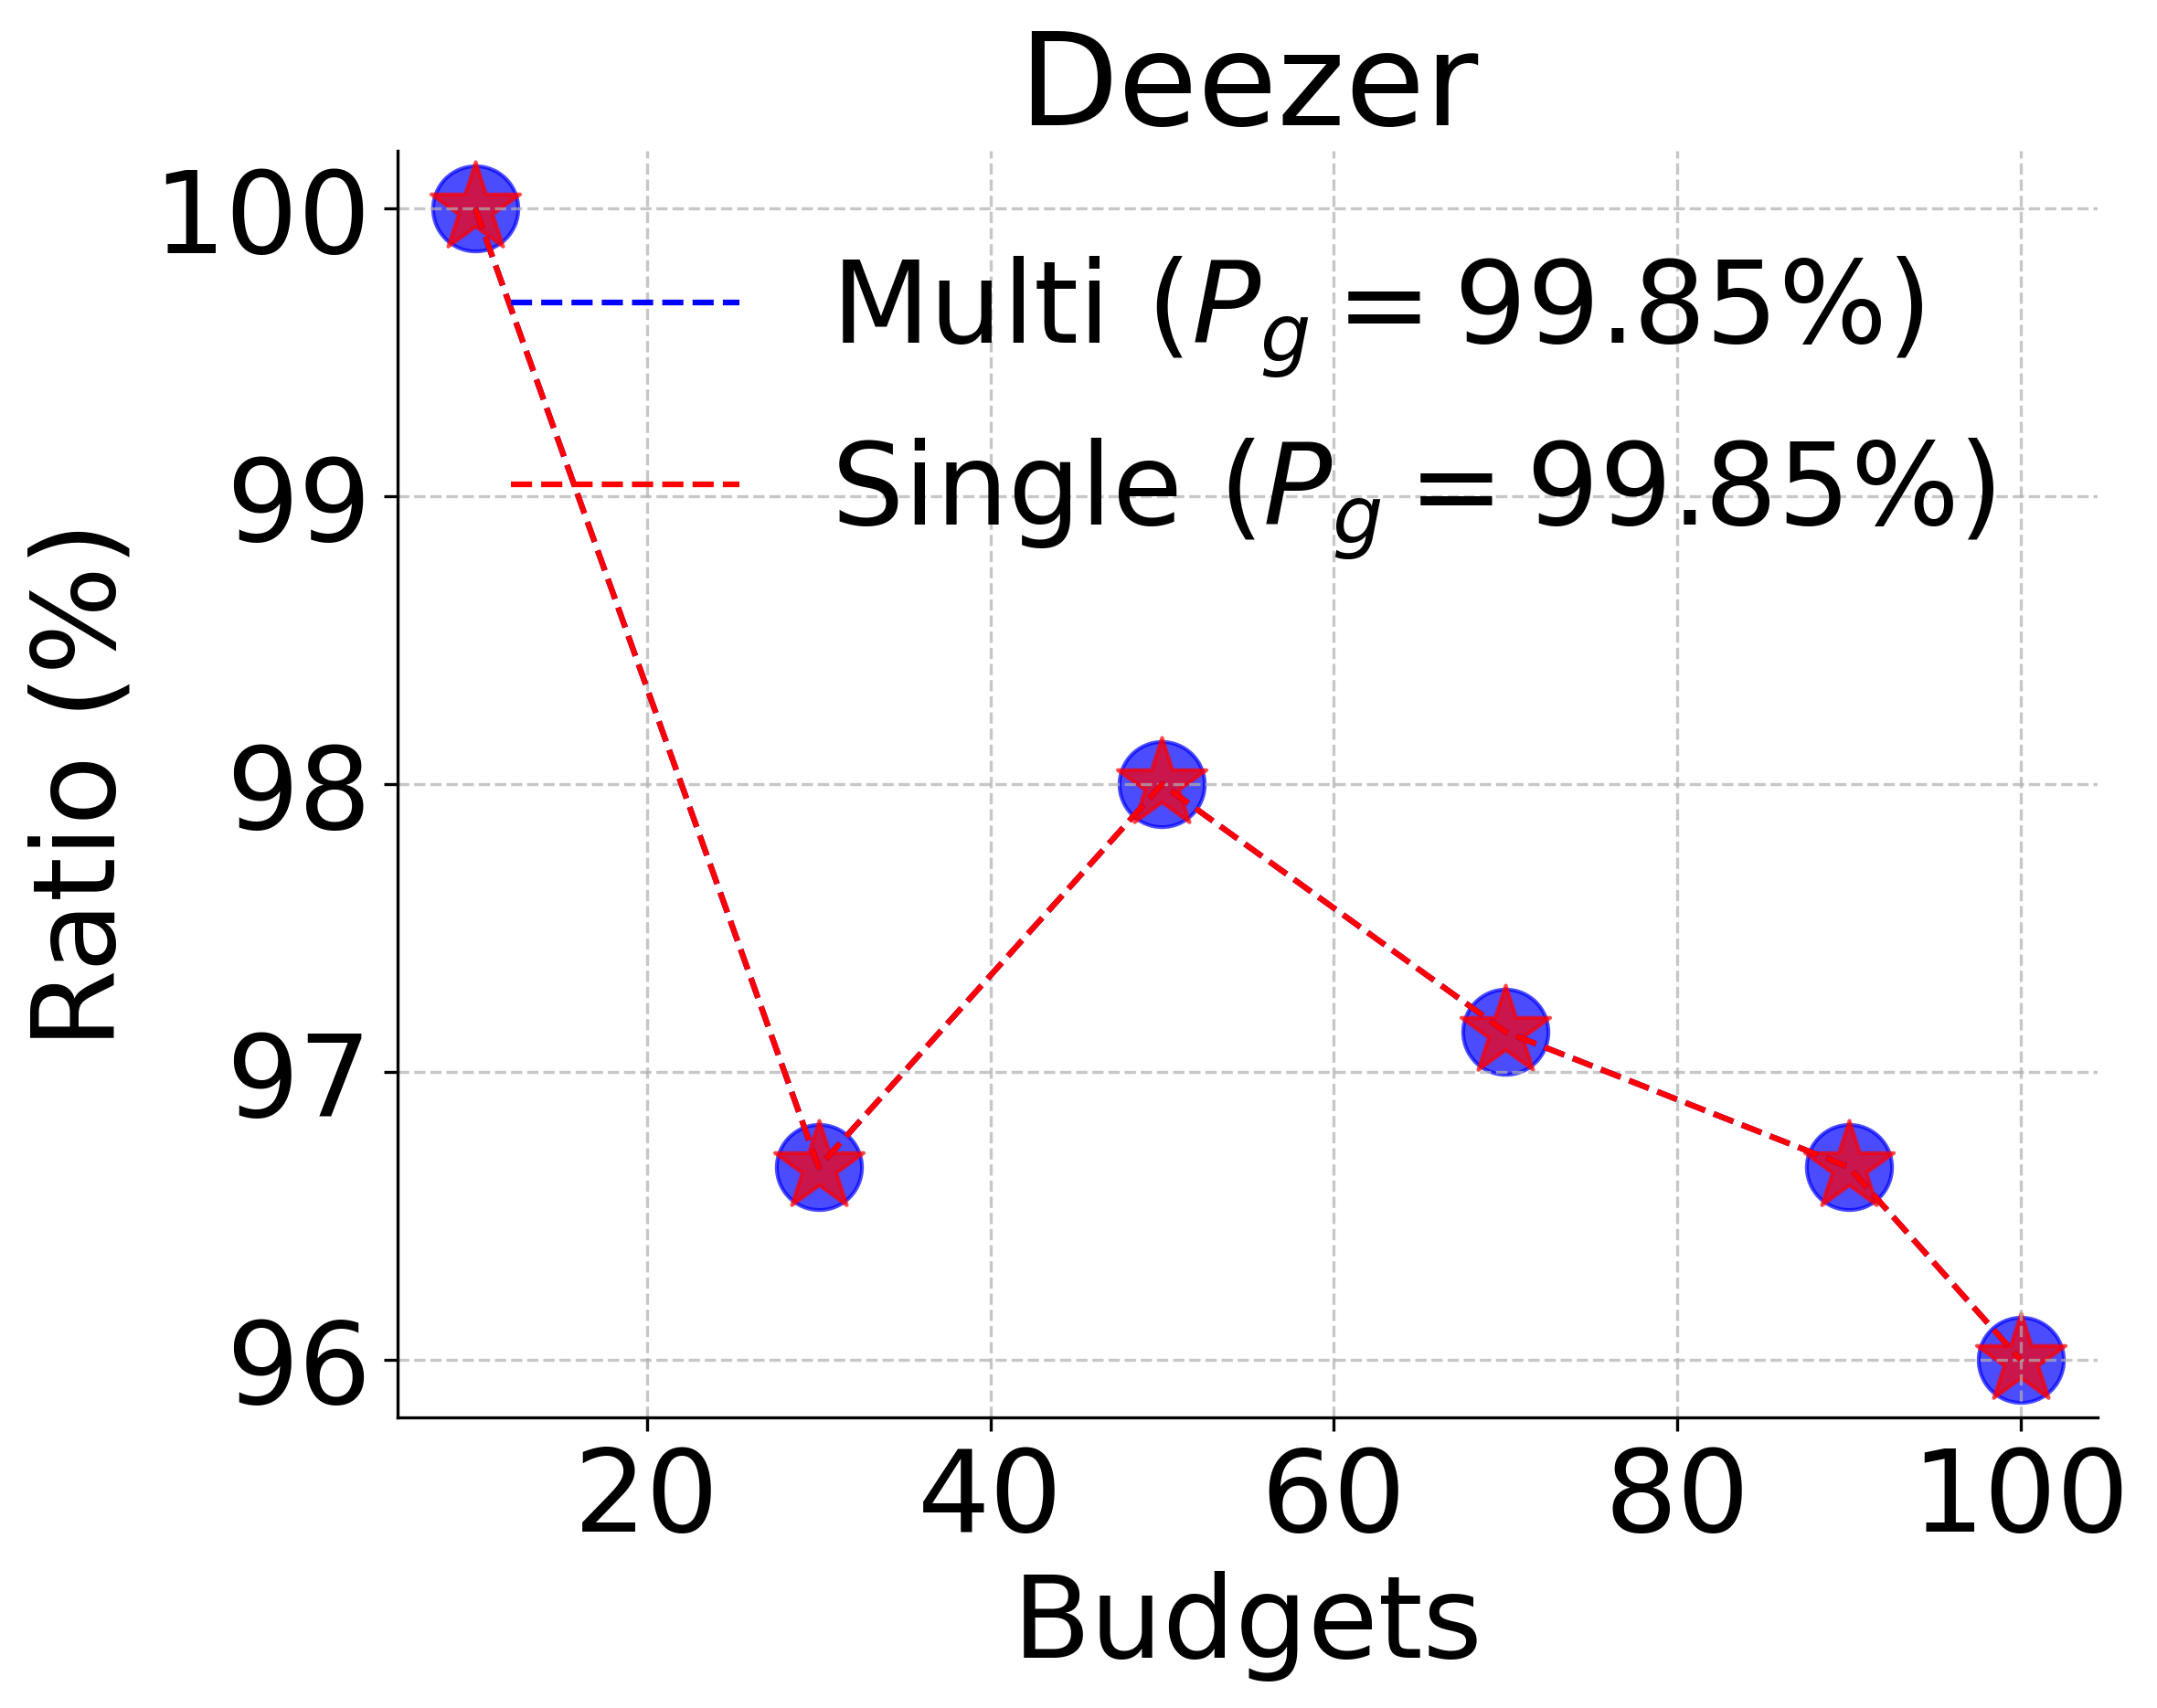 Deezer
Ratio (%)
100
99
98
97
96
Multi (P_g = 99.85%)
Single (P_g = 99.85%)
20 40 60 80 100
Budgets